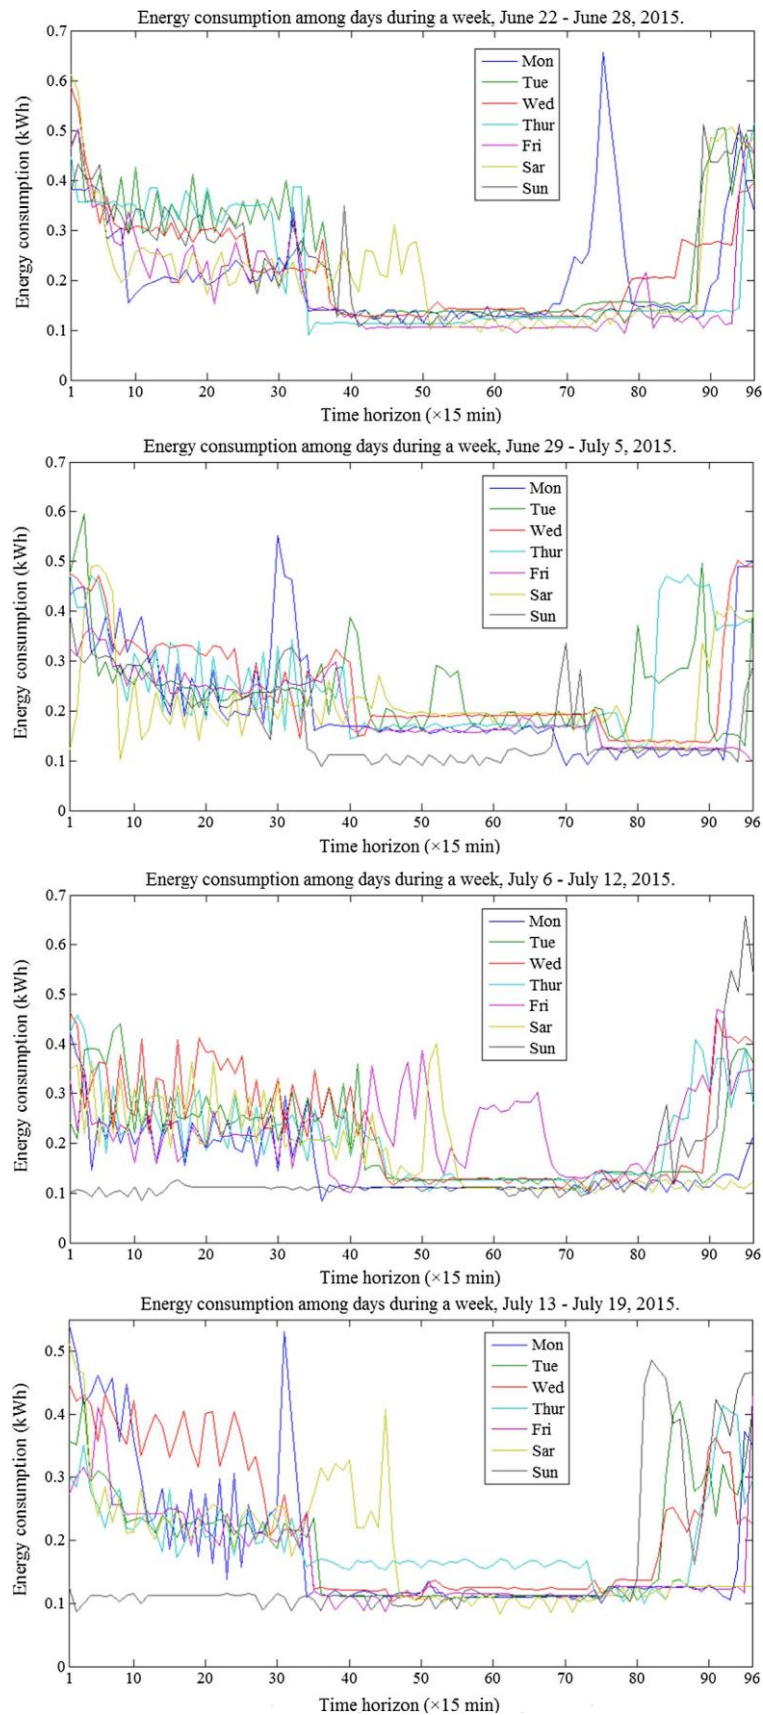 Energy consumption among days during a week, June 22 - June 28, 2015.
0.7
0.6
0.5
0.4
0.3
0.2
0.1
0
Energy consumption (kWh)
Mon
Tue
Wed
Thur
Fri
Sar
Sun
1 10 20 30 40 50 60 70 80 90 96
Time horizon (×15 min)
Energy consumption among days during a week, June 29 - July 5, 2015.
0.7
0.6
0.5
0.4
0.3
0.2
0.1
0
Energy consumption (kWh)
Mon
Tue
Wed
Thur
Fri
Sar
Sun
1 10 20 30 40 50 60 70 80 90 96
Time horizon (×15 min)
Energy consumption among days during a week, July 6 - July 12, 2015.
0.7
0.6
0.5
0.4
0.3
0.2
0.1
0
Energy consumption (kWh)
Mon
Tue
Wed
Thur
Fri
Sar
Sun
1 10 20 30 40 50 60 70 80 90 96
Time horizon (×15 min)
Energy consumption among days during a week, July 13 - July 19, 2015.
0.5
0.4
0.3
0.2
0.1
0
Energy consumption (kWh)
Mon
Tue
Wed
Thur
Fri
Sar
Sun
1 10 20 30 40 50 60 70 80 90 96
Time horizon (×15 min)